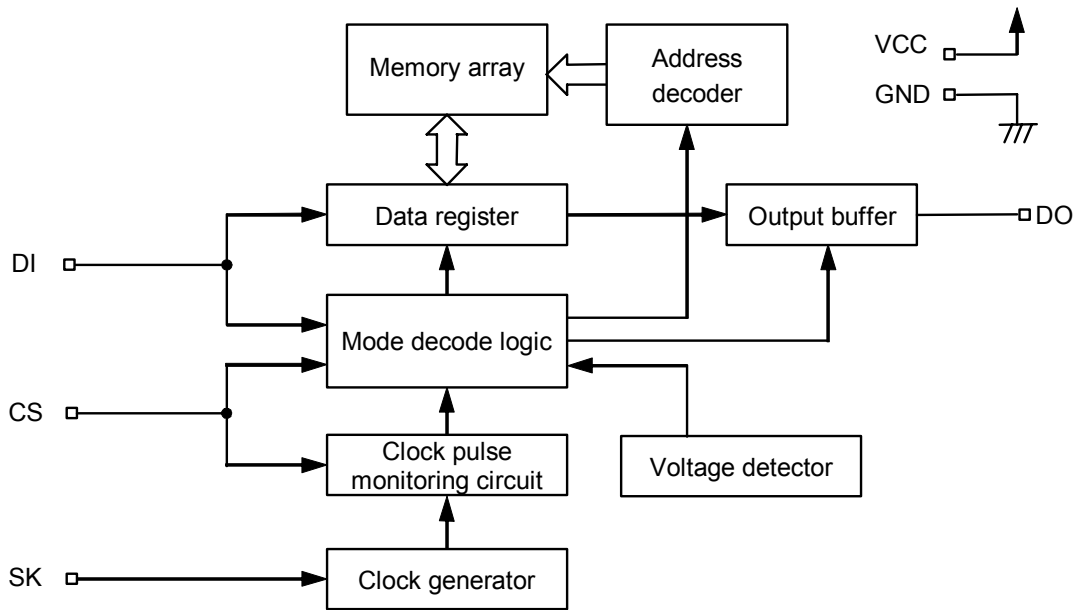 Memory array
Address
decoder
VCC
GND
Data register
Output buffer
DO
DI
Mode decode logic
CS
Clock pulse
monitoring circuit
Voltage detector
SK
Clock generator